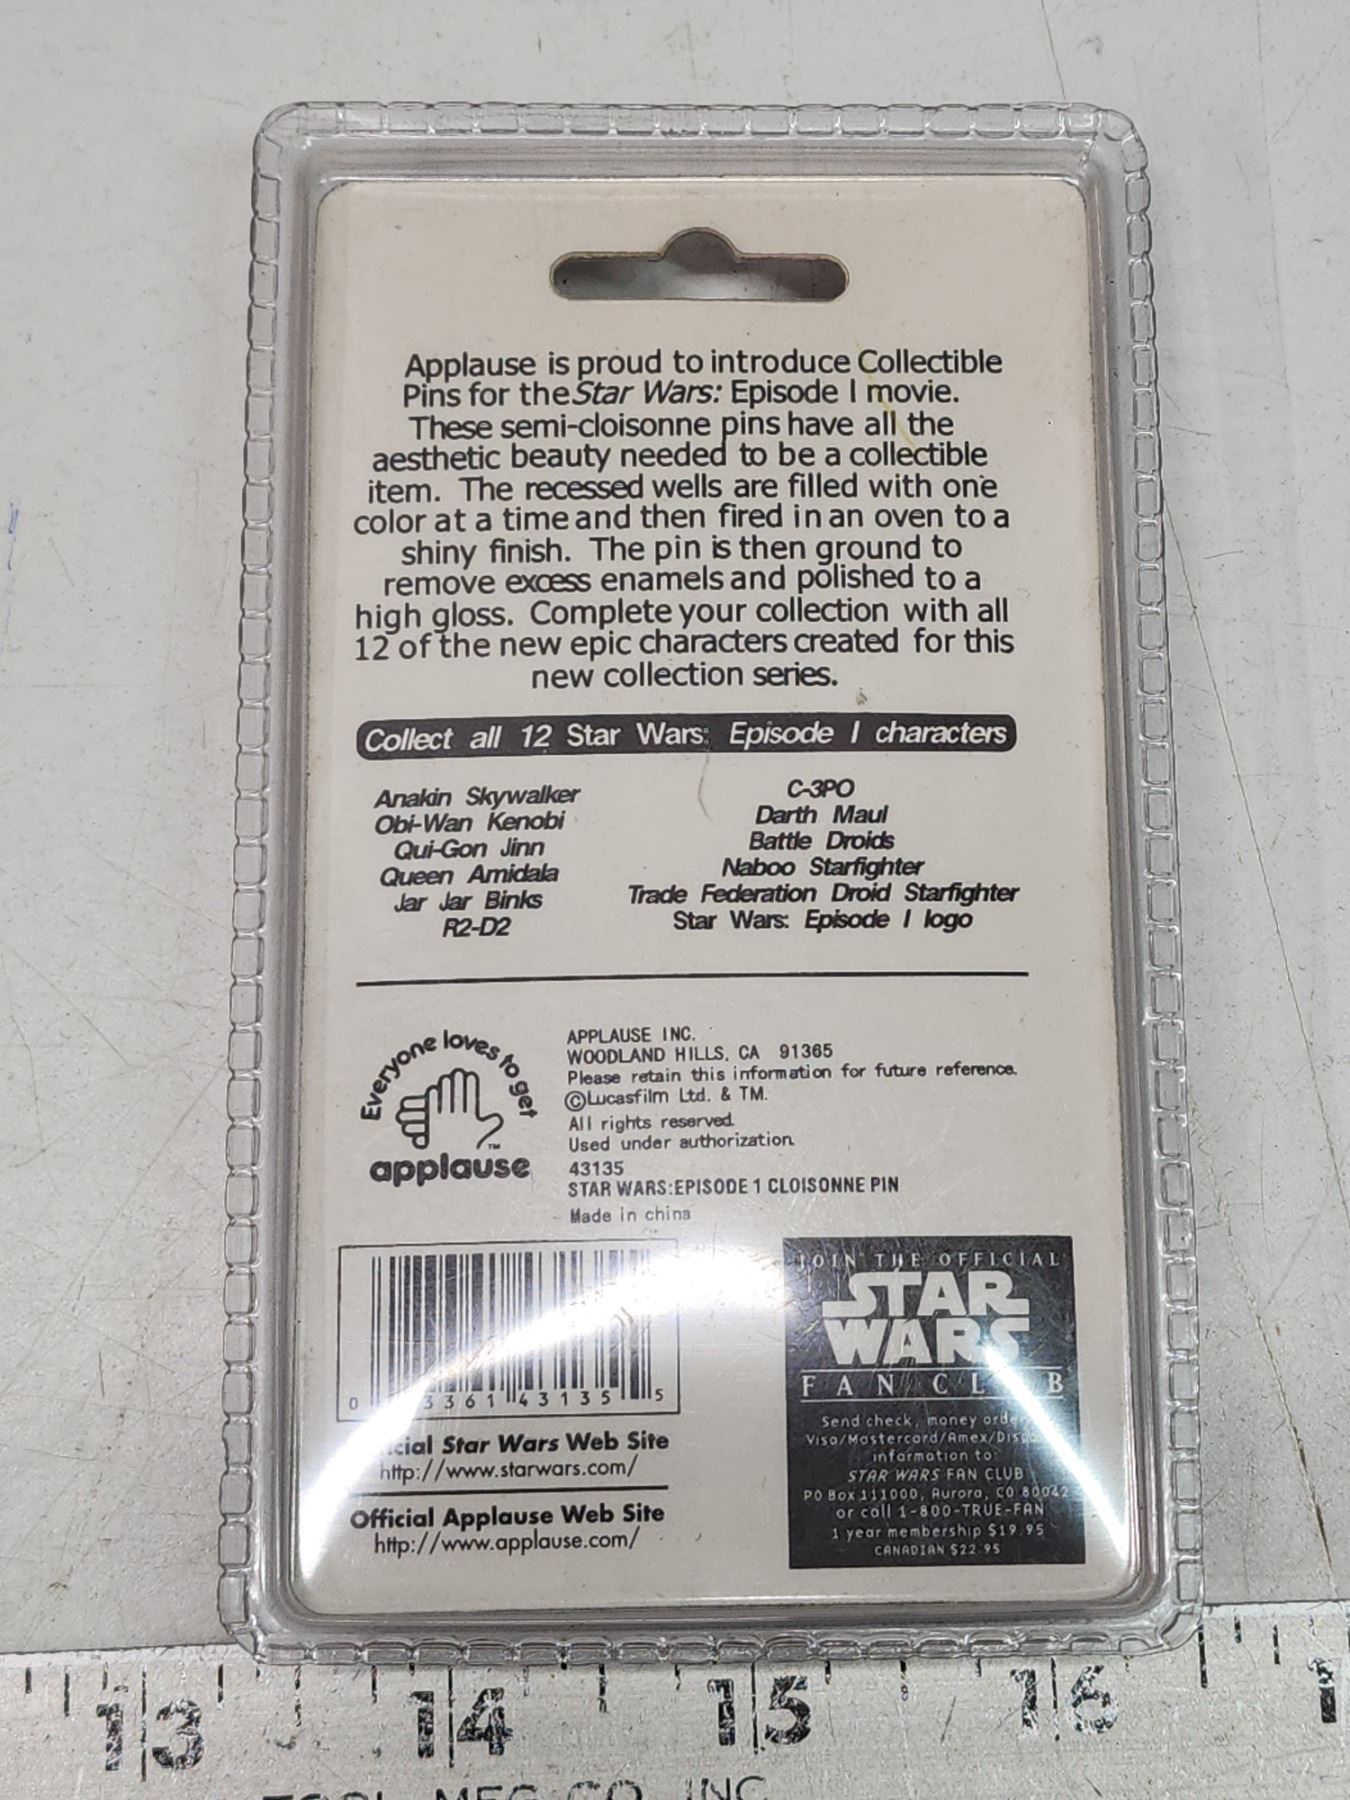 Applause is proud to introduce Collectible
Pins for the Star Wars: Episode I movie.
These semi-cloisonne pins have all the
aesthetic beauty needed to be a collectible
item. The recessed wells are filled with one
color at a time and then fired in an oven to a
shiny finish. The pin is then ground to
remove excess enamels and polished to a
high gloss. Complete your collection with all
12 of the new epic characters created for this
new collection series.
Collect all 12 Star Wars: Episode I characters
Anakin Skywalker
Obi-Wan Kenobi
Qui-Gon Jinn
Queen Amidala
Jar Jar Binks
R2-D2
C-3PO
Darth Maul
Battle Droids
Naboo Starfighter
Trade Federation Droid Starfighter
Star Wars: Episode I logo
Everyone loves to get
applause
TM
APPLAUSE INC.
WOODLAND HILLS, CA 91365
Please retain this information for future reference.
©Lucasfilm Ltd. & TM.
All rights reserved.
Used under authorization.
43135
STAR WARS:EPISODE 1 CLOISONNE PIN
Made in china
0 3361 43135 5
Star Wars Web Site
http://www.starwars.com/
Official Applause Web Site
http://www.applause.com/
JOIN THE OFFICIAL
STAR
WARS
FAN CLUB
Send check, money
Visa/Mastercard/Amex/
information to:
STAR WARS FAN CLUB
PO Box 111000, Aurora, CO 80042
or call 1-800-TRUE-FAN
1 year membership $19.95
CANADIAN $22.95
13 14 15 16
TOOL MFG CO. INC